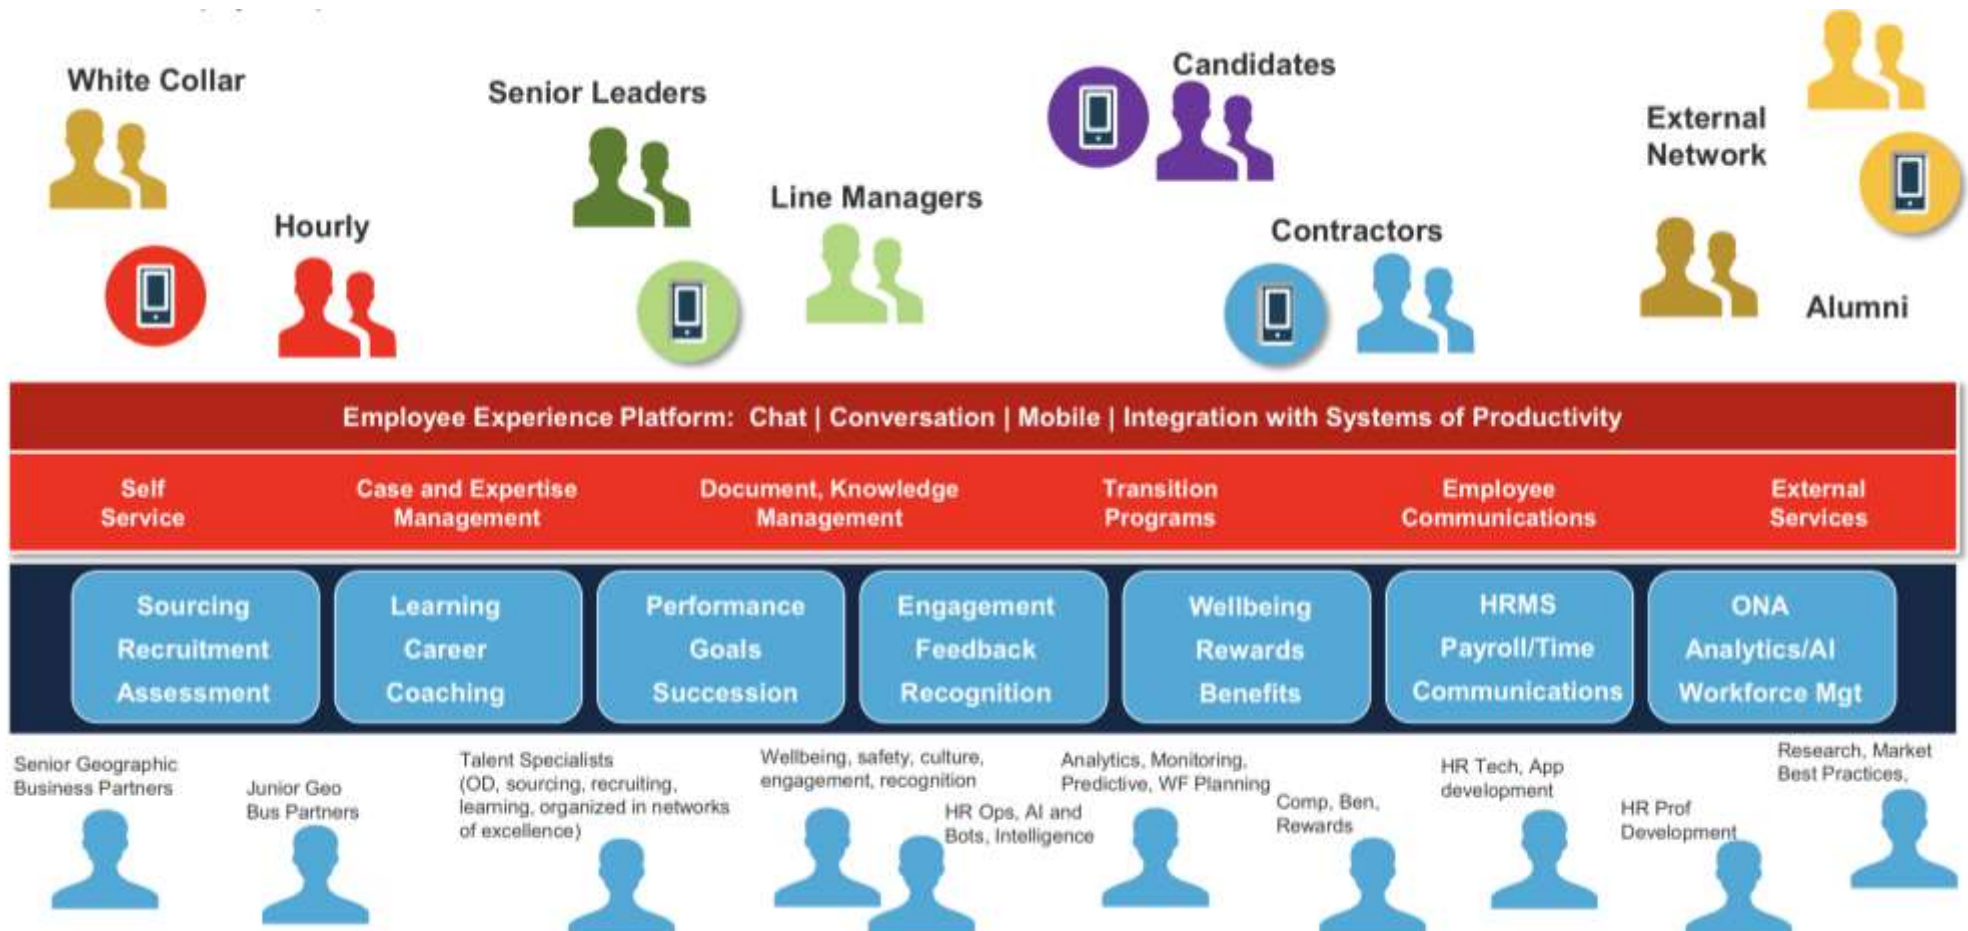 White Collar
Senior Leaders
Candidates
External
Network
Hourly
Line Managers
Contractors
Alumni
Employee Experience Platform: Chat | Conversation | Mobile | Integration with Systems of Productivity
Self
Service
Case and Expertise
Management
Document, Knowledge
Management
Transition
Programs
Employee
Communications
External
Services
Sourcing
Recruitment
Assessment
Learning
Career
Coaching
Performance
Goals
Succession
Engagement
Feedback
Recognition
Wellbeing
Rewards
Benefits
HRMS
Payroll/Time
Communications
ONA
Analytics/AI
Workforce Mgt
Senior Geographic
Business Partners
Junior Geo
Bus Partners
Talent Specialists
(OD, sourcing, recruiting,
learning, organized in networks
of excellence)
Wellbeing, safety, culture,
engagement, recognition
HR Ops, AI and
Bots, Intelligence
Analytics, Monitoring,
Predictive, WF Planning
Comp, Ben,
Rewards
HR Tech, App
development
HR Prof
Development
Research, Market
Best Practices,